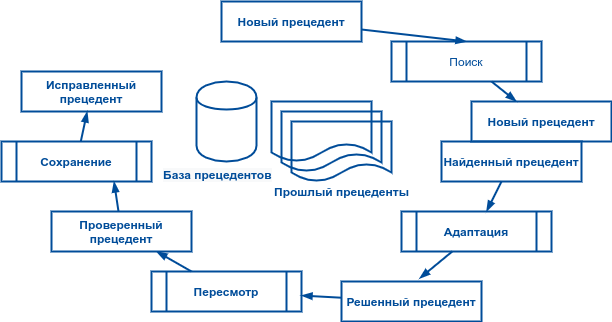 Новый прецедент
Поиск
Исправленный
прецедент
Новый прецедент
Сохранение
Найденный прецедент
База прецедентов
Прошлый прецеденты
Проверенный
прецедент
Адаптация
Пересмотр
Решенный прецедент